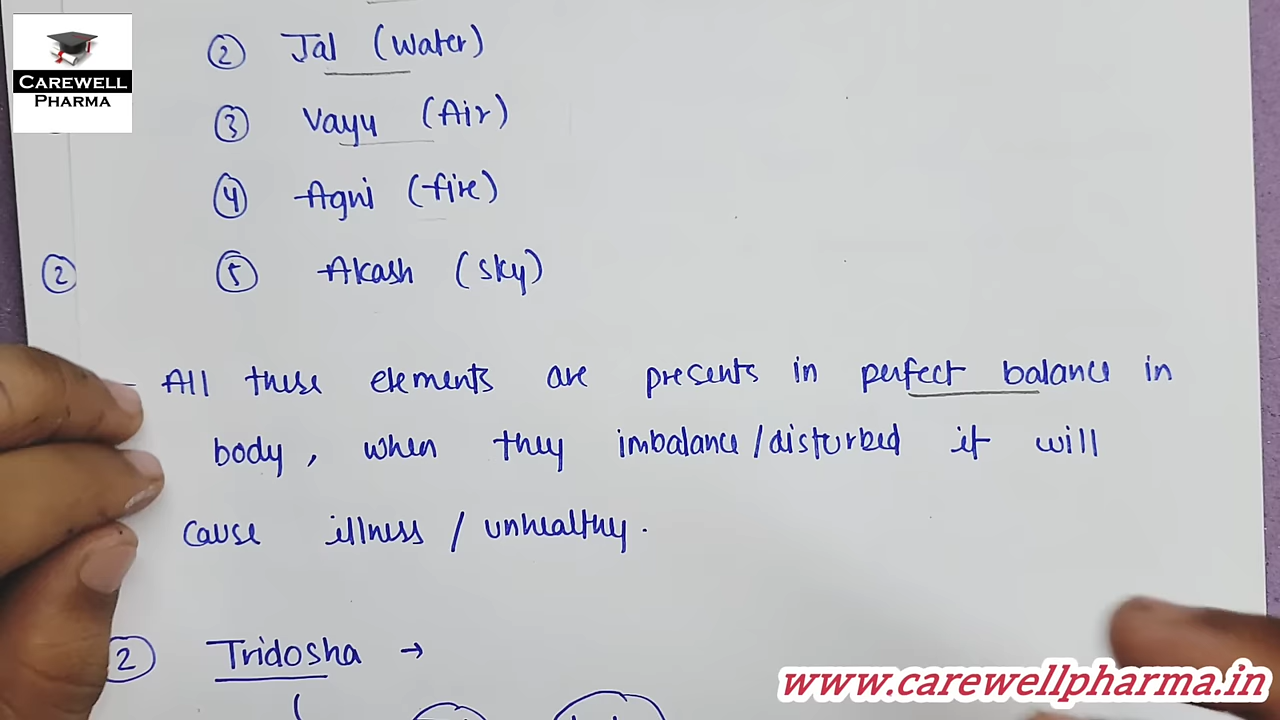 CAREWELL
PHARMA
② Jal (Water)
③ Vayu (Air)
④ Agni (fire)
② ⑤ Akash (sky)
- All these elements are presents in perfect balance in
body, when they imbalance/disturbed it will
cause illness / unhealthy.
② Tridosha →
www.carewellpharma.in